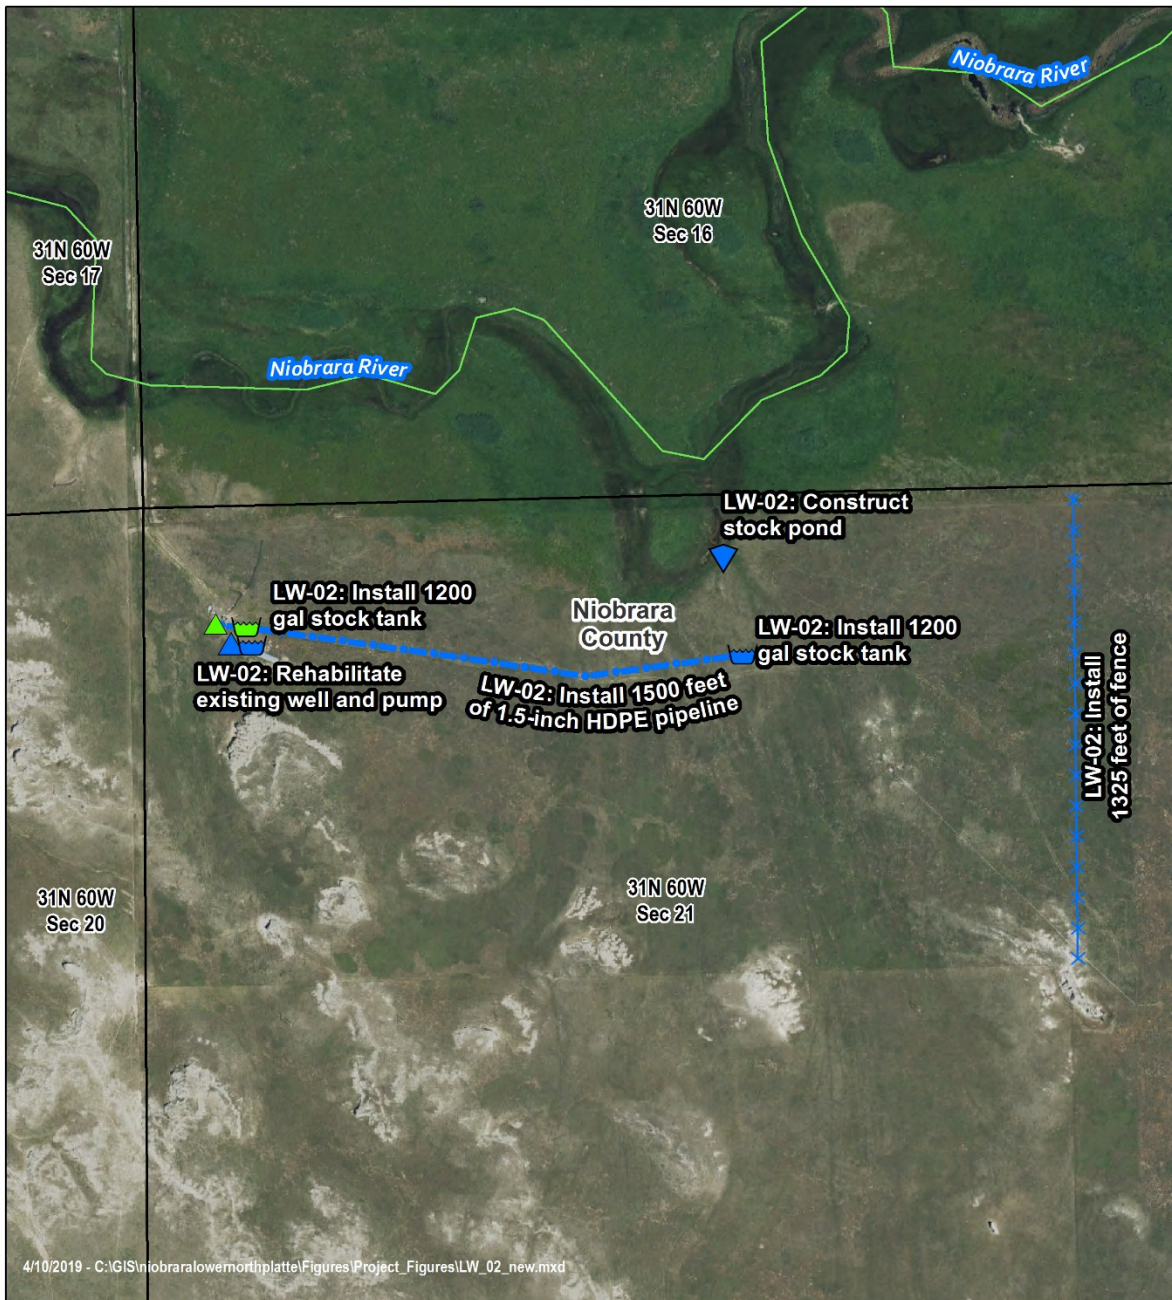 Niobrara River
31N 60W
Sec 16
31N 60W
Sec 17
Niobrara River
LW-02: Construct
stock pond
LW-02: Install 1200
gal stock tank
Niobrara
County
LW-02: Install 1200
gal stock tank
LW-02: Rehabilitate
existing well and pump
LW-02: Install 1500 feet
of 1.5-inch HDPE pipeline
LW-02: Install
1325 feet of fence
31N 60W
Sec 20
31N 60W
Sec 21
4/10/2019 - C:\GIS\niobraralowernorthplatte\Figures\Project_Figures\LW_02_new.mxd